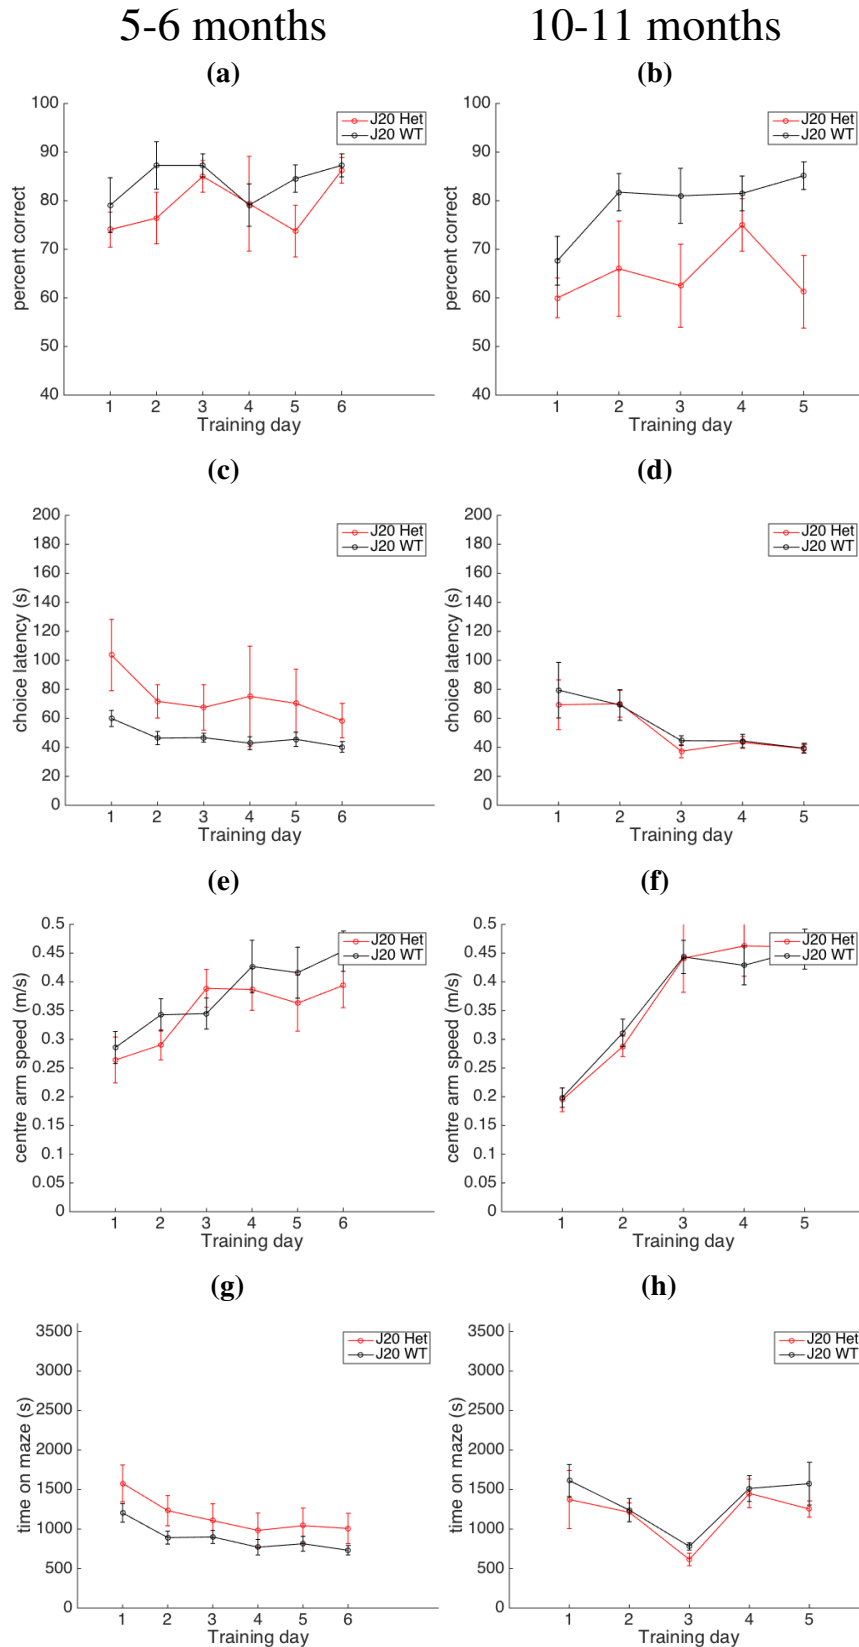 5-6 months
10-11 months
(a)
(b)
100
90
80
70
60
50
40
percent correct
J20 Het
J20 WT
1 2 3 4 5 6
Training day
100
90
80
70
60
50
40
percent correct
J20 Het
J20 WT
1 2 3 4 5
Training day
(c)
(d)
200
180
160
140
120
100
80
60
40
20
0
choice latency (s)
J20 Het
J20 WT
1 2 3 4 5 6
Training day
200
180
160
140
120
100
80
60
40
20
0
choice latency (s)
J20 Het
J20 WT
1 2 3 4 5
Training day
(e)
(f)
0.5
0.45
0.4
0.35
0.3
0.25
0.2
0.15
0.1
0.05
0
centre arm speed (m/s)
J20 Het
J20 WT
1 2 3 4 5 6
Training day
0.5
0.45
0.4
0.35
0.3
0.25
0.2
0.15
0.1
0.05
0
centre arm speed (m/s)
J20 Het
J20 WT
1 2 3 4 5
Training day
(g)
(h)
3500
3000
2500
2000
1500
1000
500
0
time on maze (s)
J20 Het
J20 WT
1 2 3 4 5 6
Training day
3500
3000
2500
2000
1500
1000
500
0
time on maze (s)
J20 Het
J20 WT
1 2 3 4 5
Training day